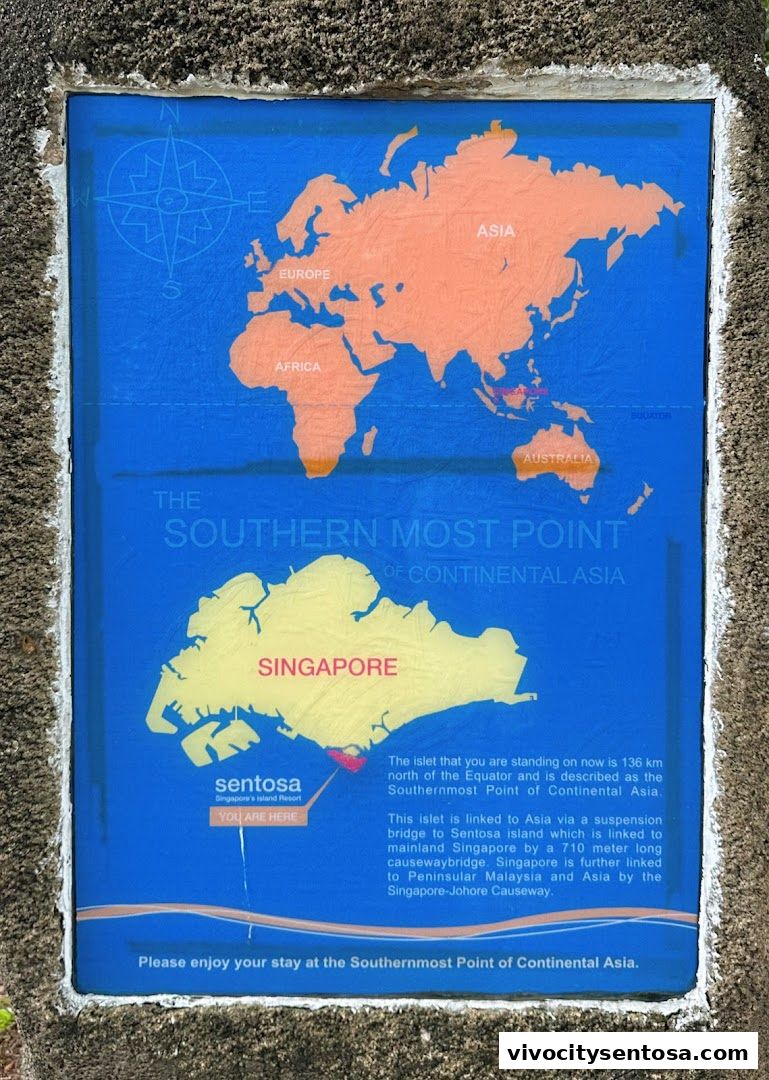 N
W
E
S
ASIA
EUROPE
AFRICA
SINGAPORE
EQUATOR
AUSTRALIA
THE
SOUTHERN MOST POINT
OF CONTINENTAL ASIA
SINGAPORE
sentosa
Singapore's Island Resort
YOU ARE HERE
The islet that you are standing on now is 136 km
north of the Equator and is described as the
Southernmost Point of Continental Asia.
This islet is linked to Asia via a suspension
bridge to Sentosa island which is linked to
mainland Singapore by a 710 meter long
causewaybridge. Singapore is further linked
to Peninsular Malaysia and Asia by the
Singapore-Johore Causeway.
Please enjoy your stay at the Southernmost Point of Continental Asia.
vivocitysentosa.com